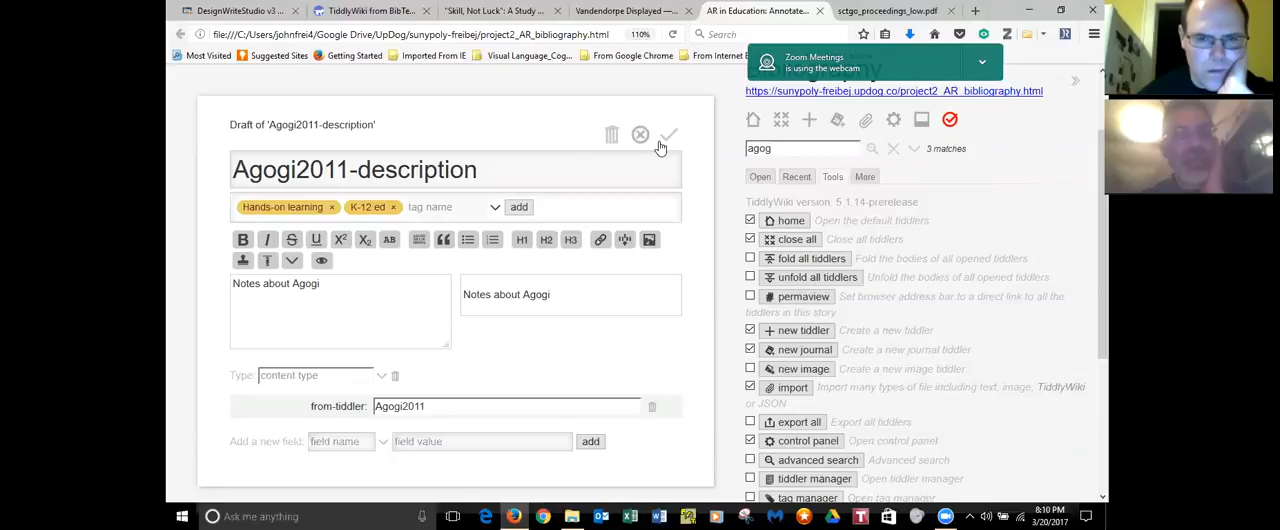 DesignWriteStudio v3
TiddlyWiki from BibTe
"Skill, Not Luck": A Study
Vandendorpe Displayed —
AR in Education: Annotate
sctgo_proceedings_low.pdf
file:///C:/Users/johnfrei4/Google Drive/UpDog/sunypoly-freibej/project2_AR_bibliography.html
110%
Search
Most Visited
Suggested Sites
Getting Started
Imported From IE
Visual Language_Cog
From Google Chrome
From Internet
Zoom Meetings
is using the webcam
Bibliography
https://sunypoly-freibej.updog.co/project2_AR_bibliography.html
Draft of 'Agogi2011-description'
Agogi2011-description
Hands-on learning ×
K-12 ed ×
tag name
add
B I S U X² X₂ AB
H1 H2 H3
Notes about Agogi
Notes about Agogi
Type: content type
from-tiddler: Agogi2011
Add a new field: field name
field value
add
agog
3 matches
Open
Recent
Tools
More
TiddlyWiki version: 5.1.14-prerelease
home Open the default tiddlers
close all Close all tiddlers
fold all tiddlers Fold the bodies of all opened tiddlers
unfold all tiddlers Unfold the bodies of all opened tiddlers
permaview Set browser address bar to a direct link to all the
tiddlers in this story
new tiddler Create a new tiddler
new journal Create a new journal tiddler
new image Create a new image tiddler
import Import many types of file including text, image, TiddlyWiki
or JSON
export all Export all tiddlers
control panel Open control panel
advanced search Advanced search
tiddler manager Open tiddler manager
tag manager Open tag manager
Ask me anything
8:10 PM
3/20/2017